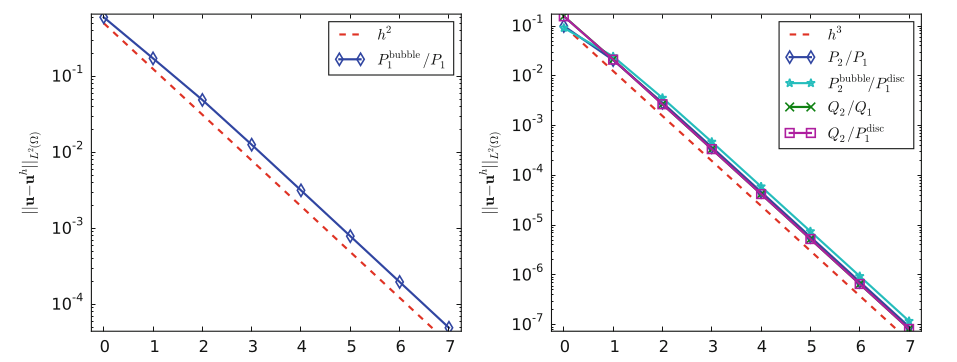 ||u−u^h||_{L^2(Ω)}
10^{-1}
10^{-2}
10^{-3}
10^{-4}
0 1 2 3 4 5 6 7
h^2
P_1^{bubble}/P_1
||u−u^h||_{L^2(Ω)}
10^{-1}
10^{-2}
10^{-3}
10^{-4}
10^{-5}
10^{-6}
10^{-7}
0 1 2 3 4 5 6 7
h^3
P_2/P_1
P_2^{bubble}/P_1^{disc}
Q_2/Q_1
Q_2/P_1^{disc}